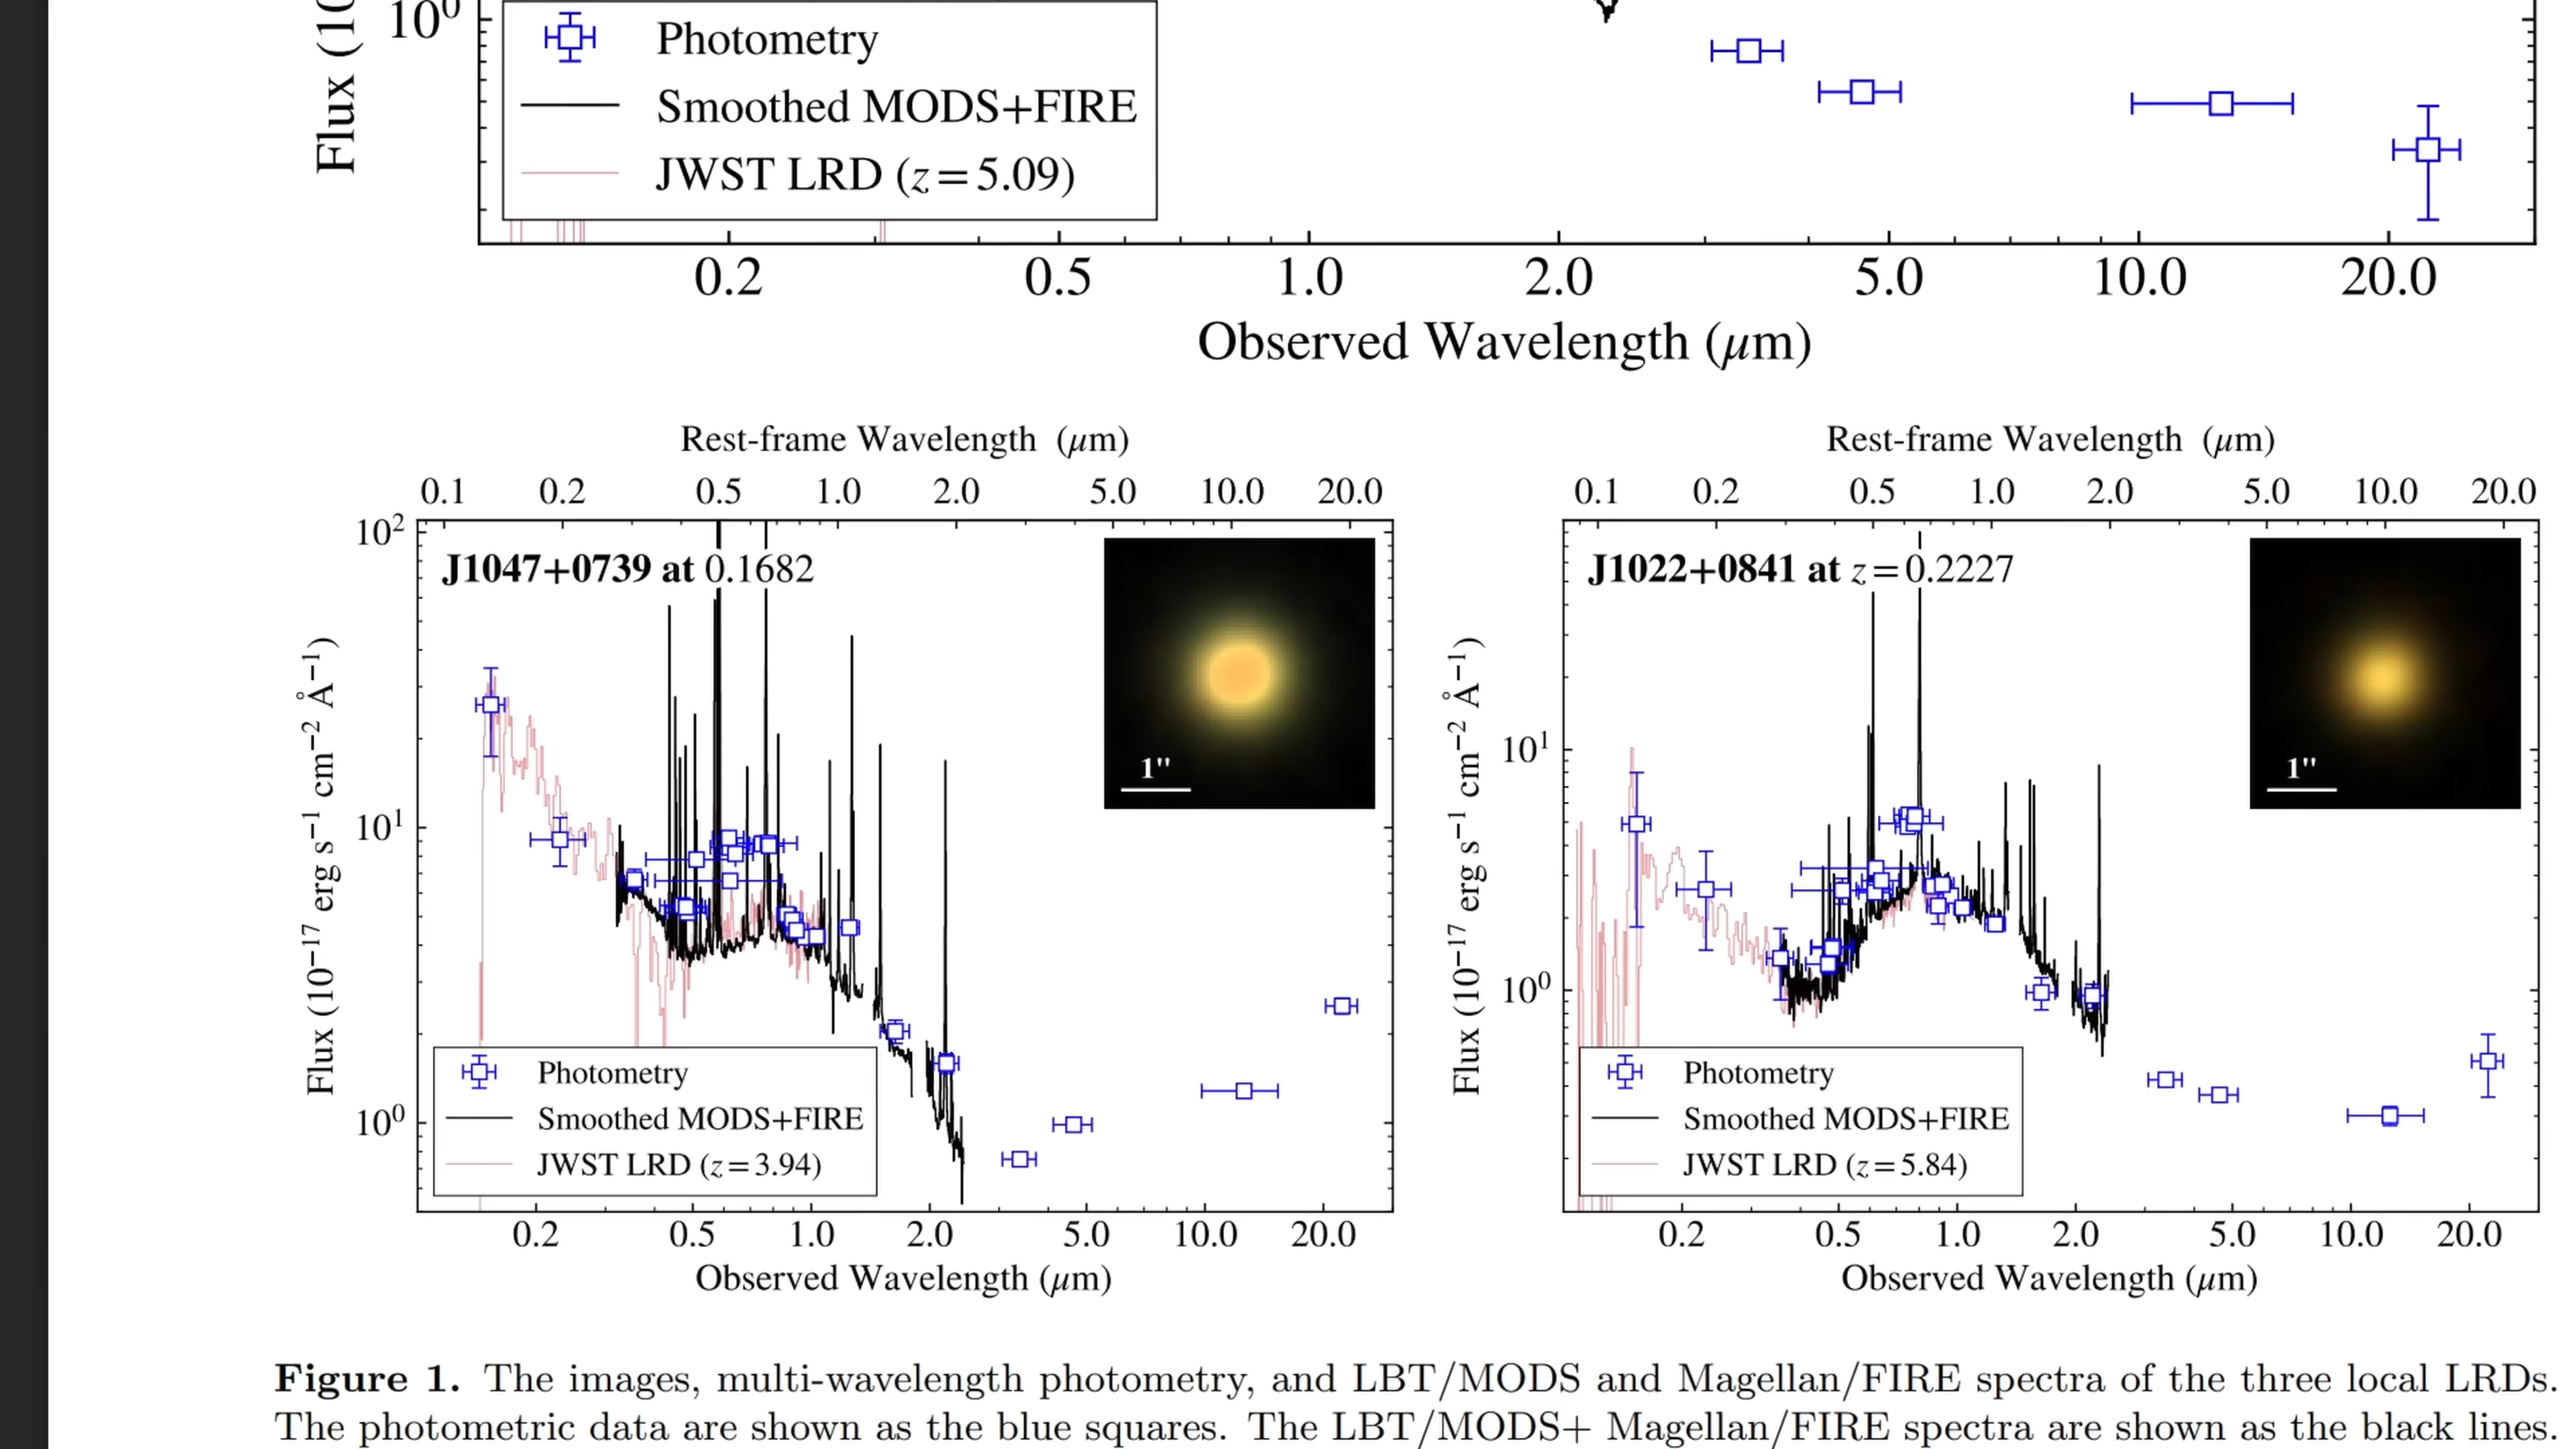 10⁰
Flux (10
Photometry
Smoothed MODS+FIRE
JWST LRD (z=5.09)
0.2 0.5 1.0 2.0 5.0 10.0 20.0
Observed Wavelength (μm)
Rest-frame Wavelength (μm)
0.1 0.2 0.5 1.0 2.0 5.0 10.0 20.0
10²
J1047+0739 at 0.1682
1"
Flux (10⁻¹⁷ erg s⁻¹ cm⁻² Å⁻¹)
10¹
10⁰
Photometry
Smoothed MODS+FIRE
JWST LRD (z=3.94)
0.2 0.5 1.0 2.0 5.0 10.0 20.0
Observed Wavelength (μm)
Rest-frame Wavelength (μm)
0.1 0.2 0.5 1.0 2.0 5.0 10.0 20.0
J1022+0841 at z=0.2227
1"
Flux (10⁻¹⁷ erg s⁻¹ cm⁻² Å⁻¹)
10¹
10⁰
Photometry
Smoothed MODS+FIRE
JWST LRD (z=5.84)
0.2 0.5 1.0 2.0 5.0 10.0 20.0
Observed Wavelength (μm)
Figure 1. The images, multi-wavelength photometry, and LBT/MODS and Magellan/FIRE spectra of the three local LRDs.
The photometric data are shown as the blue squares. The LBT/MODS+ Magellan/FIRE spectra are shown as the black lines.